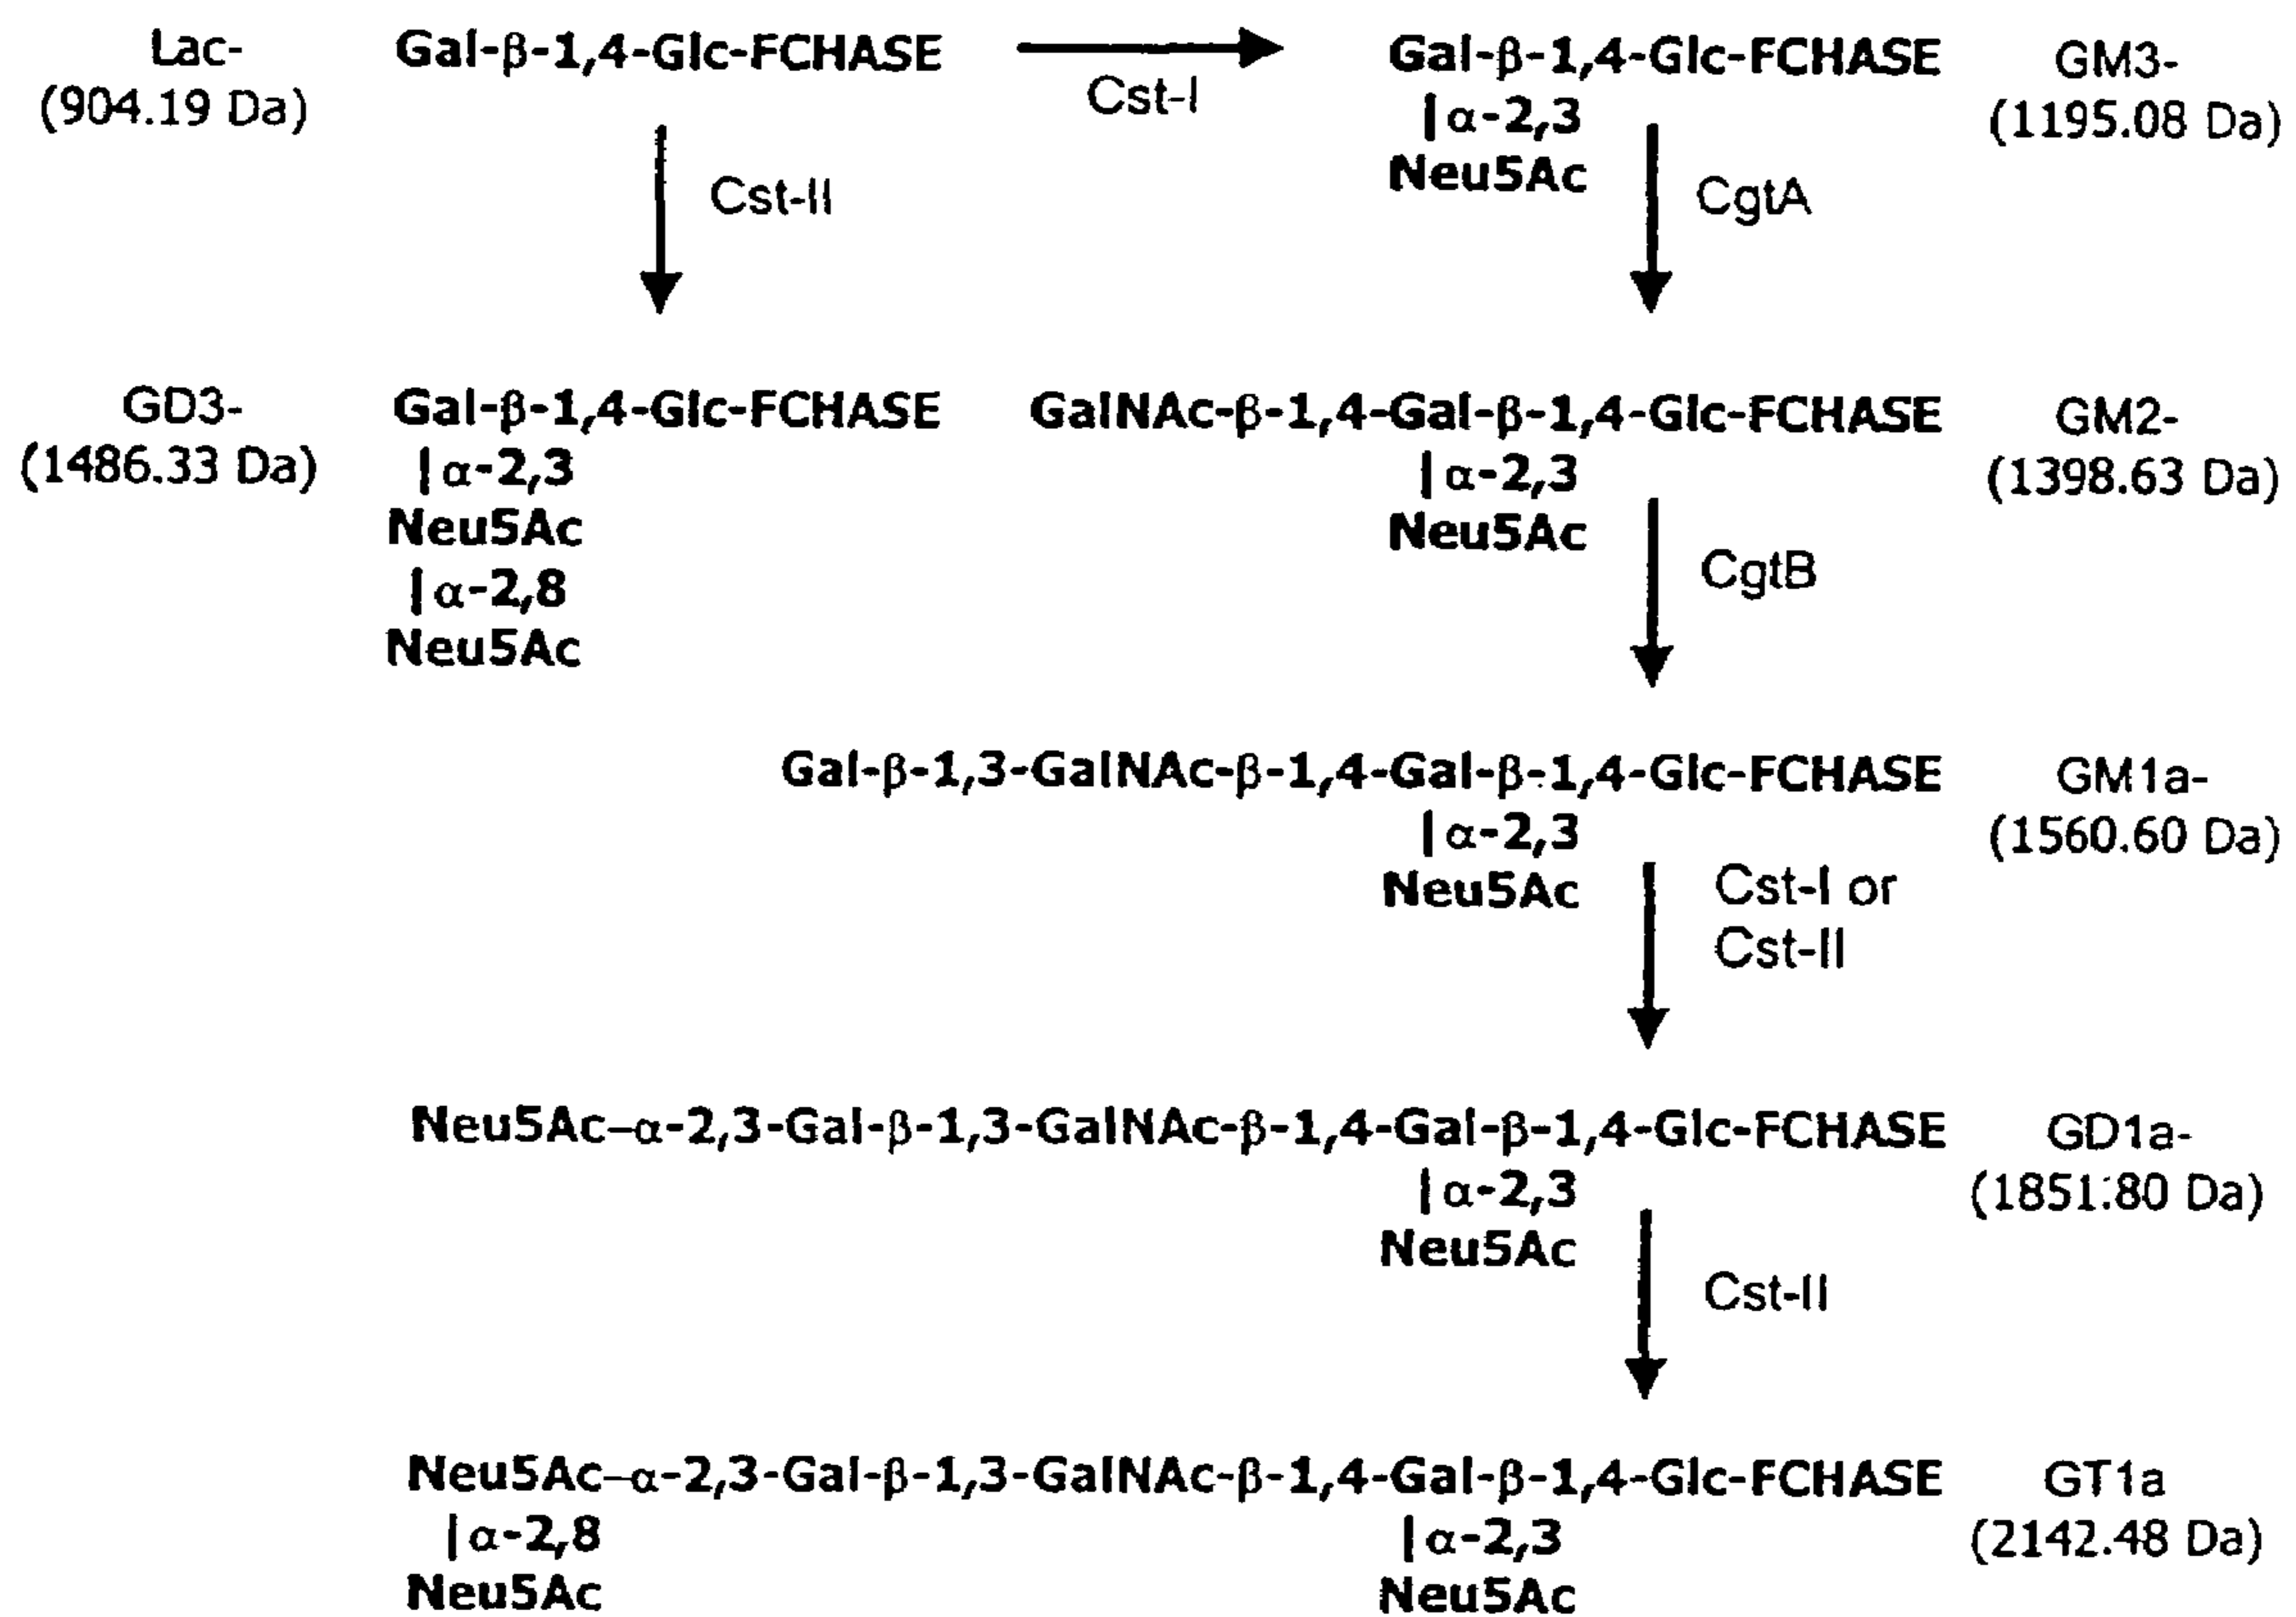 Lac-
(904.19 Da)
Gal-β-1,4-Glc-FCHASE
Cst-I
Gal-β-1,4-Glc-FCHASE
|α-2,3
Neu5Ac
GM3-
(1195.08 Da)
Cst-II
CgtA
GD3-
(1486.33 Da)
Gal-β-1,4-Glc-FCHASE
|α-2,3
Neu5Ac
|α-2,8
Neu5Ac
GalNAc-β-1,4-Gal-β-1,4-Glc-FCHASE
|α-2,3
Neu5Ac
GM2-
(1398.63 Da)
CgtB
Gal-β-1,3-GalNAc-β-1,4-Gal-β-1,4-Glc-FCHASE
|α-2,3
Neu5Ac
GM1a-
(1560.60 Da)
Cst-I or
Cst-II
Neu5Ac–α-2,3-Gal-β-1,3-GalNAc-β-1,4-Gal-β-1,4-Glc-FCHASE
|α-2,3
Neu5Ac
GD1a-
(1851.80 Da)
Cst-II
Neu5Ac–α-2,3-Gal-β-1,3-GalNAc-β-1,4-Gal-β-1,4-Glc-FCHASE
|α-2,8
Neu5Ac
|α-2,3
Neu5Ac
GT1a
(2142.48 Da)